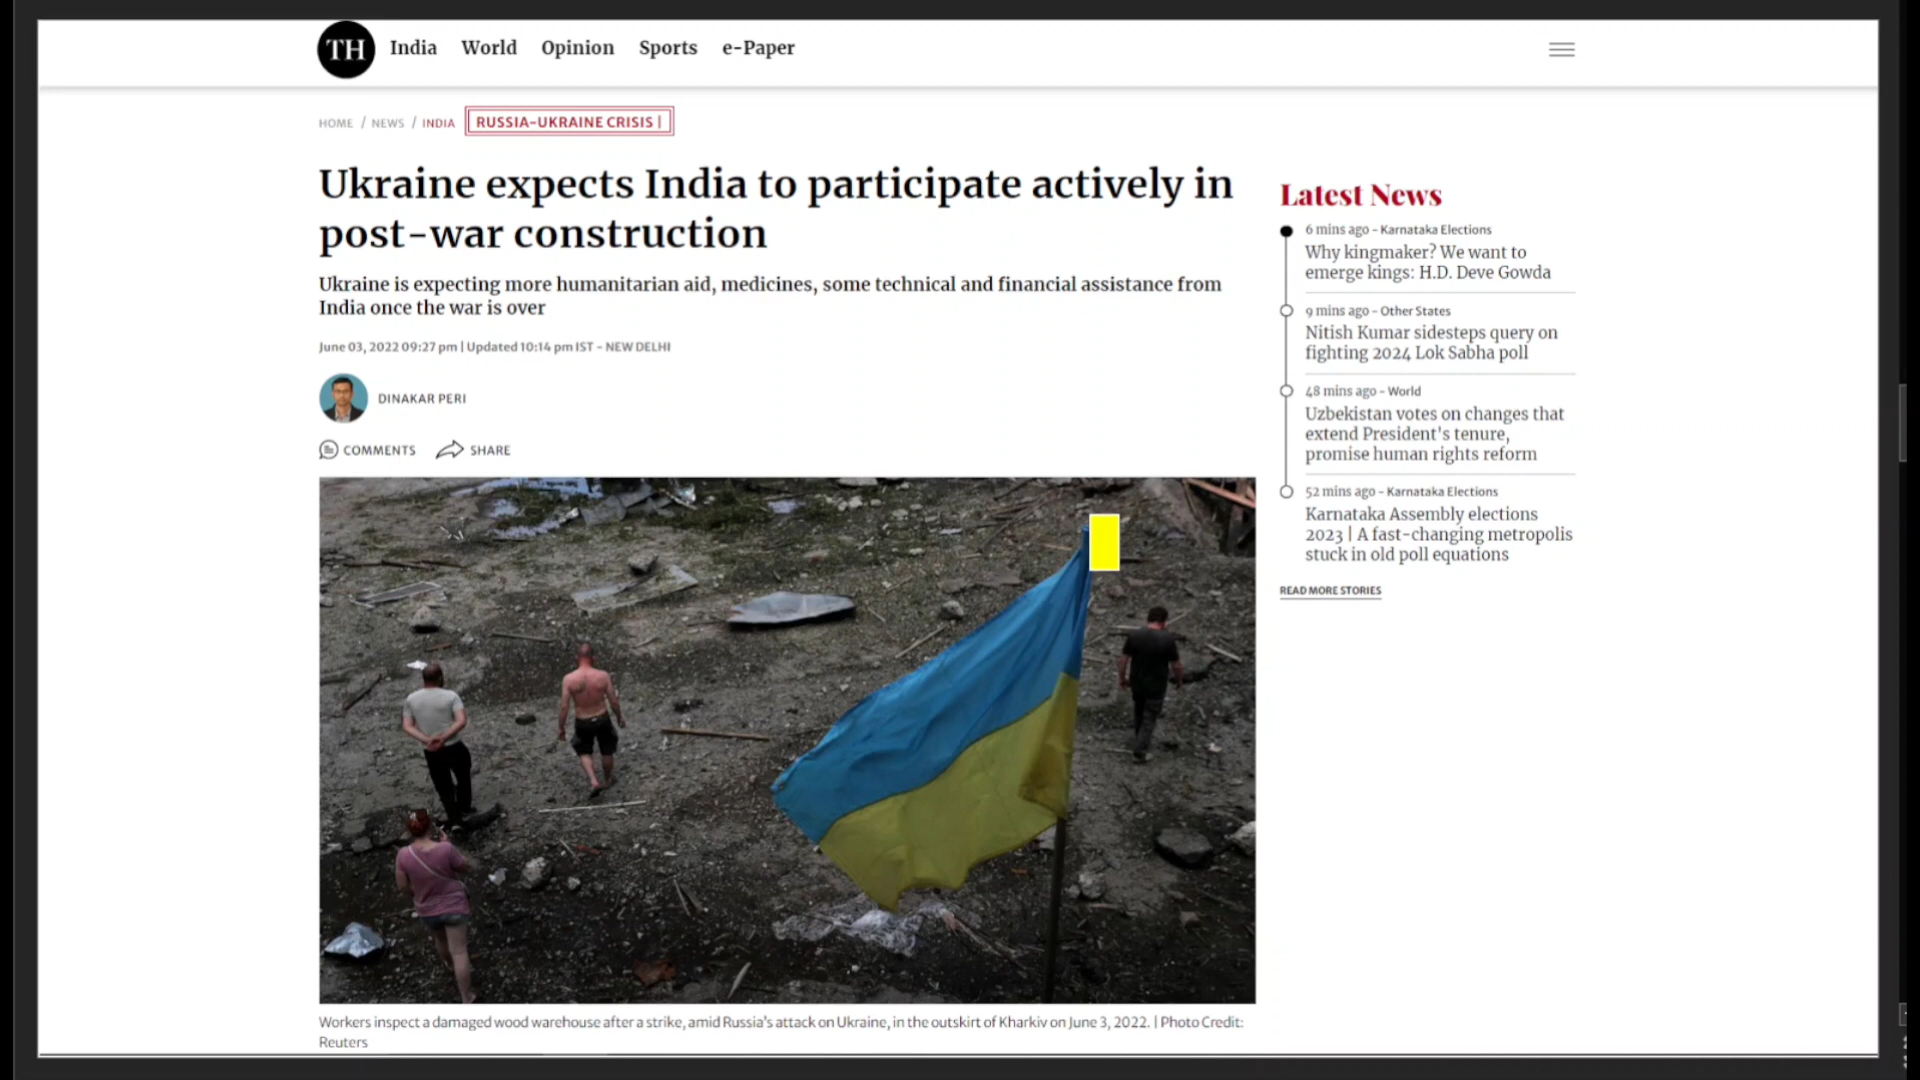 TH India World Opinion Sports e-Paper
HOME / NEWS / INDIA RUSSIA-UKRAINE CRISIS |
Ukraine expects India to participate actively in
post-war construction
Ukraine is expecting more humanitarian aid, medicines, some technical and financial assistance from
India once the war is over
June 03, 2022 09:27 pm | Updated 10:14 pm IST - NEW DELHI
DINAKAR PERI
COMMENTS SHARE
Workers inspect a damaged wood warehouse after a strike, amid Russia's attack on Ukraine, in the outskirt of Kharkiv on June 3, 2022. | Photo Credit:
Reuters
Latest News
6 mins ago - Karnataka Elections
Why kingmaker? We want to
emerge kings: H.D. Deve Gowda
9 mins ago - Other States
Nitish Kumar sidesteps query on
fighting 2024 Lok Sabha poll
48 mins ago - World
Uzbekistan votes on changes that
extend President's tenure,
promise human rights reform
52 mins ago - Karnataka Elections
Karnataka Assembly elections
2023 | A fast-changing metropolis
stuck in old poll equations
READ MORE STORIES